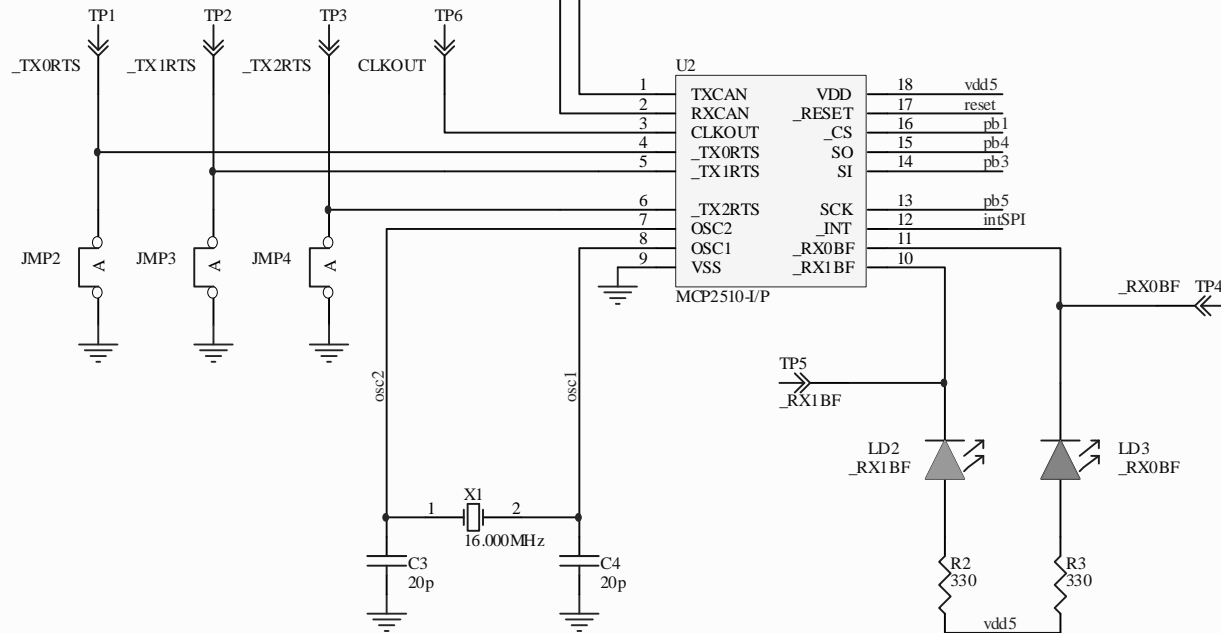 TP1 TP2 TP3 TP6
_TX0RTS _TX1RTS _TX2RTS CLKOUT
U2
1 TXCAN VDD 18 vdd5
2 RXCAN _RESET 17 reset
3 CLKOUT _CS 16 pb1
4 _TX0RTS SO 15 pb4
5 _TX1RTS SI 14 pb3
6 _TX2RTS SCK 13 pb5
7 OSC2 _INT 12 intSPI
8 OSC1 _RX0BF 11
9 VSS _RX1BF 10
MCP2510-I/P
JMP2 A JMP3 A JMP4 A
_RX0BF TP4
TP5
_RX1BF
osc2 osc1
LD2
_RX1BF
LD3
_RX0BF
X1
1 2
16.000MHz
C3
20p
C4
20p
R2
330
R3
330
vdd5